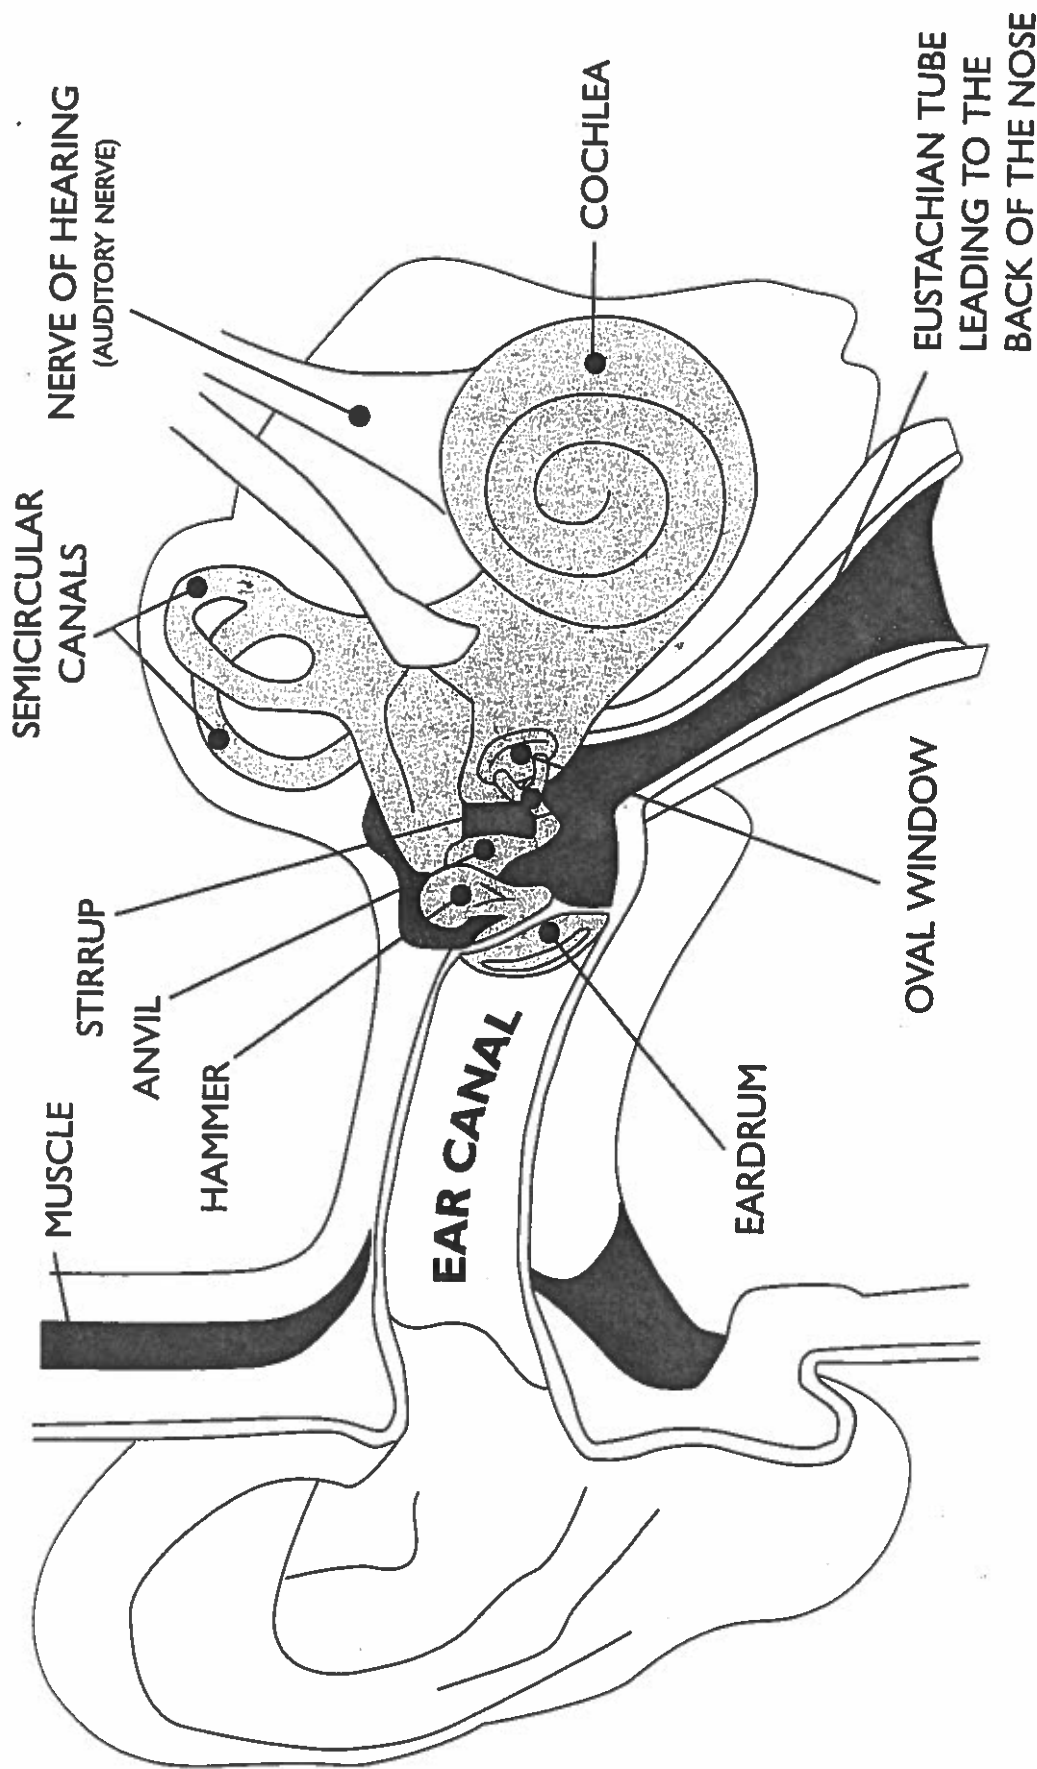 MUSCLE
STIRRUP
ANVIL
HAMMER
SEMICIRCULAR
CANALS
NERVE OF HEARING
(AUDITORY NERVE)
COCHLEA
EUSTACHIAN TUBE
LEADING TO THE
BACK OF THE NOSE
OVAL WINDOW
EARDRUM
EAR CANAL